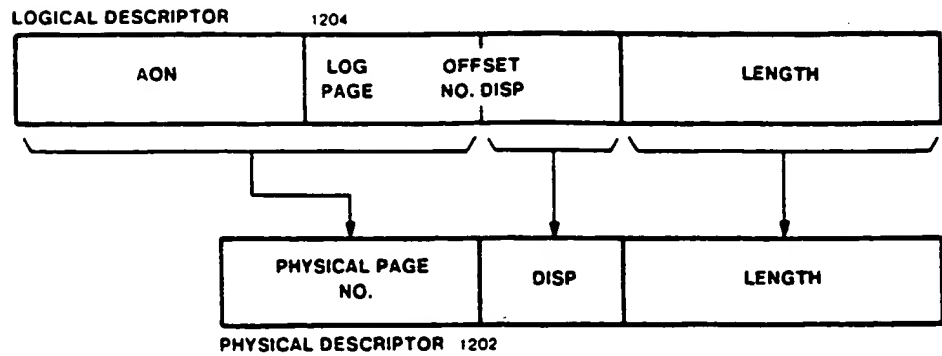 LOGICAL DESCRIPTOR 1204
AON
LOG OFFSET
PAGE NO. DISP
LENGTH
PHYSICAL PAGE
NO.
DISP
LENGTH
PHYSICAL DESCRIPTOR 1202